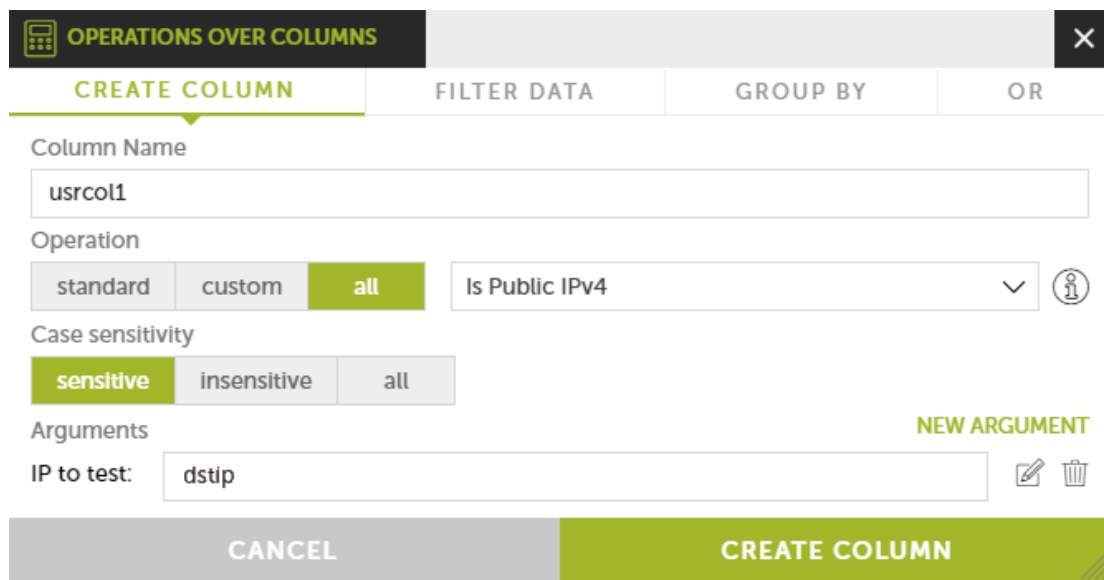 OPERATIONS OVER COLUMNS
CREATE COLUMN FILTER DATA GROUP BY OR
Column Name
usrcol1
Operation
standard custom all Is Public IPv4
Case sensitivity
sensitive insensitive all
Arguments NEW ARGUMENT
IP to test: dstip
CANCEL CREATE COLUMN